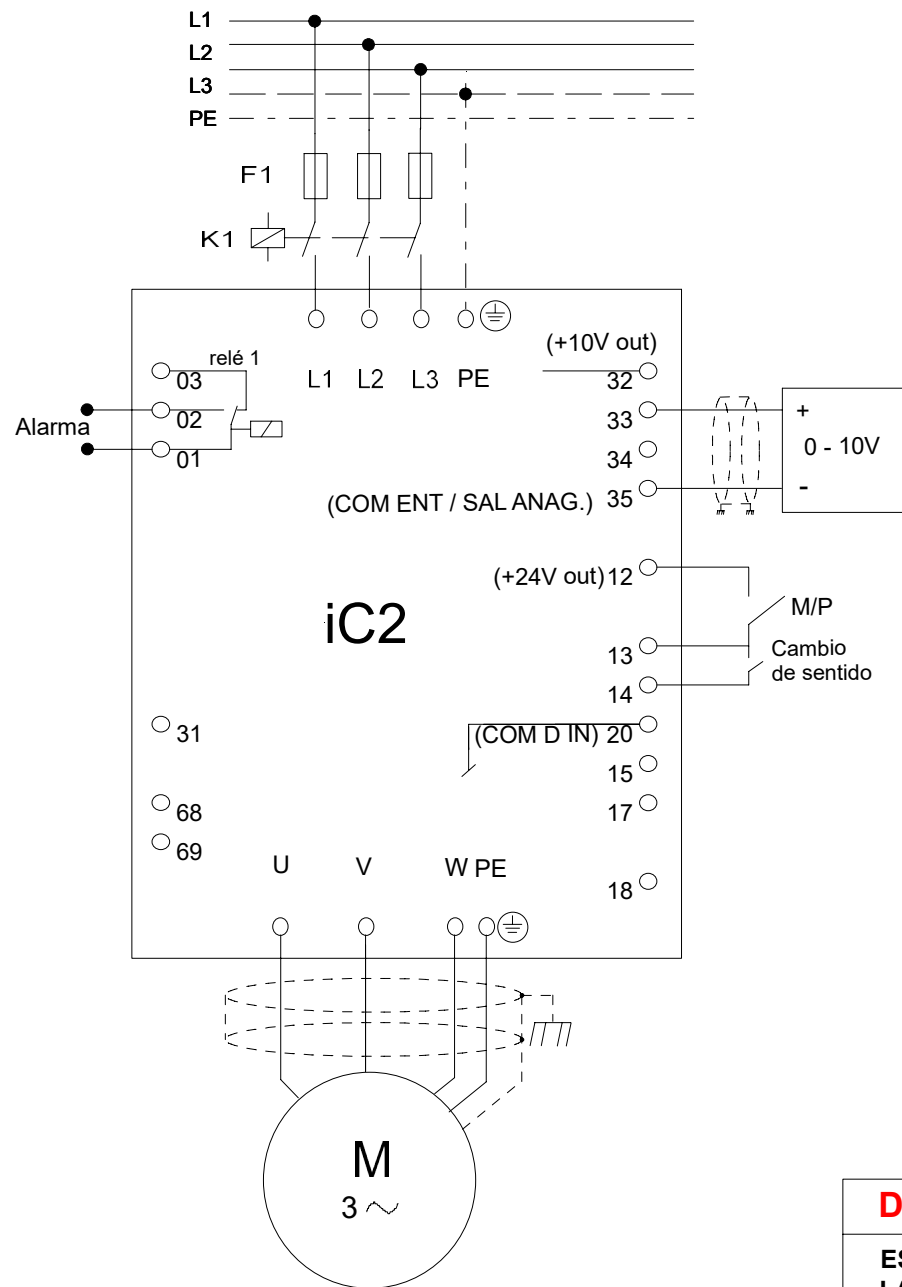 L1
L2
L3
PE
F1
K1
relé 1
03
02
01
Alarma
L1 L2 L3 PE
(+10V out)
32
33
34
(COM ENT / SAL ANAG.) 35
+
0 - 10V
-
(+24V out) 12
M/P
iC2
13
Cambio
de sentido
14
31
(COM D IN) 20
15
68
17
69
U V W PE
18
M
3 ~
D
ES